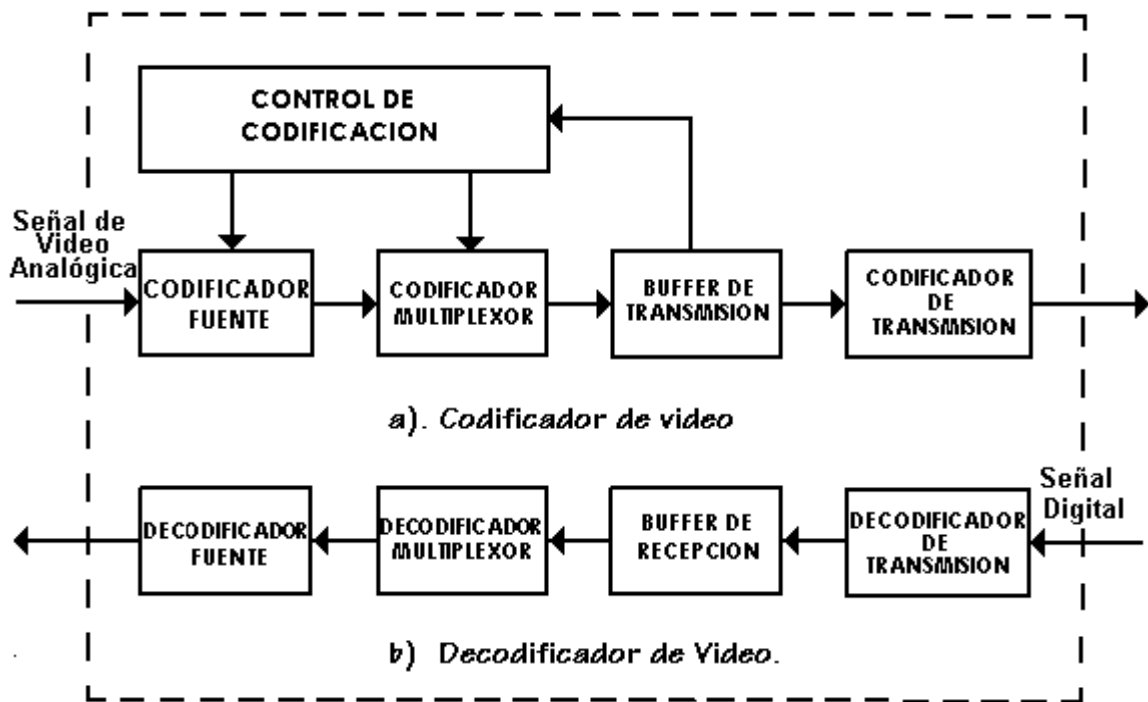 CONTROL DE
CODIFICACION
Señal de
Video
Analógica
CODIFICADOR
FUENTE
CODIFICADOR
MULTIPLEXOR
BUFFER DE
TRANSMISION
CODIFICADOR
DE
TRANSMISION
a). Codificador de video
DECODIFICADOR
FUENTE
DECODIFICADOR
MULTIPLEXOR
BUFFER DE
RECEPCION
DECODIFICADOR
DE
TRANSMISION
Señal
Digital
b) Decodificador de Video.